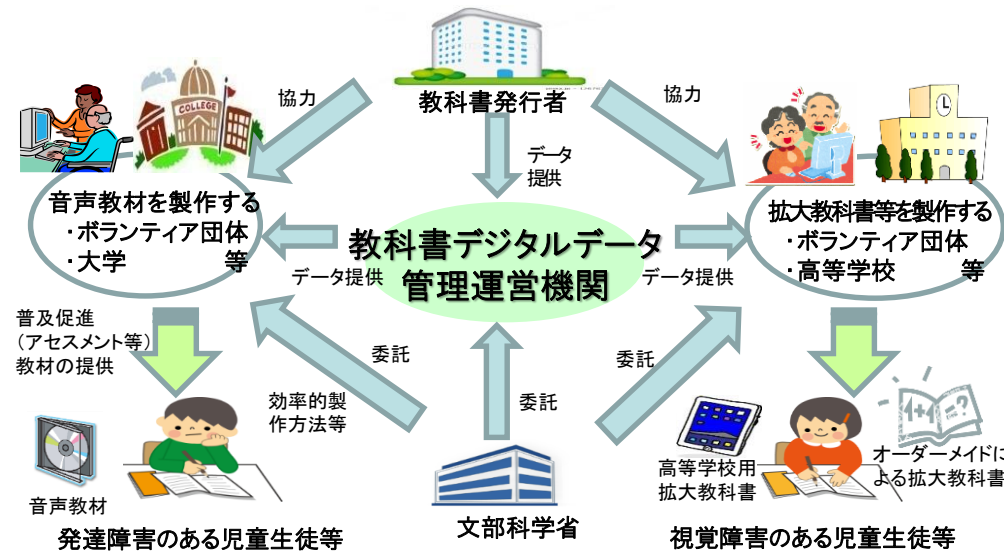 教科書発行者
協力
協力
COLLEGE
データ
提供
音声教材を製作する
・ボランティア団体
・大学　　　　等
拡大教科書等を製作する
・ボランティア団体
・高等学校　　　等
教科書デジタルデータ
管理運営機関
データ提供
データ提供
普及促進
(アセスメント等)
教材の提供
委託
委託
委託
効率的製
作方法等
音声教材
発達障害のある児童生徒等
文部科学省
高等学校用
拡大教科書
1+1=?
オーダーメイドに
よる拡大教科書
視覚障害のある児童生徒等